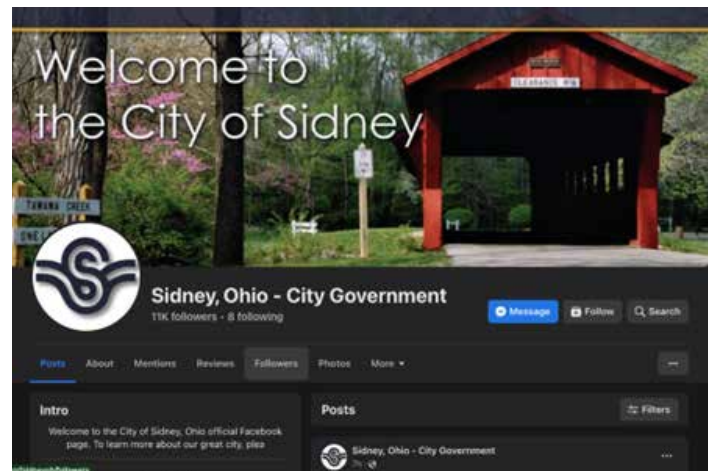 Welcome to
the City of Sidney
CLEARANCE
TAWAWA CREEK
Sidney, Ohio - City Government
11K followers • 8 following
Message
Follow
Search
Posts
About
Mentions
Reviews
Followers
Photos
More
Intro
Welcome to the City of Sidney, Ohio official Facebook
page. To learn more about our great city, plea
Posts
Filters
Sidney, Ohio - City Government